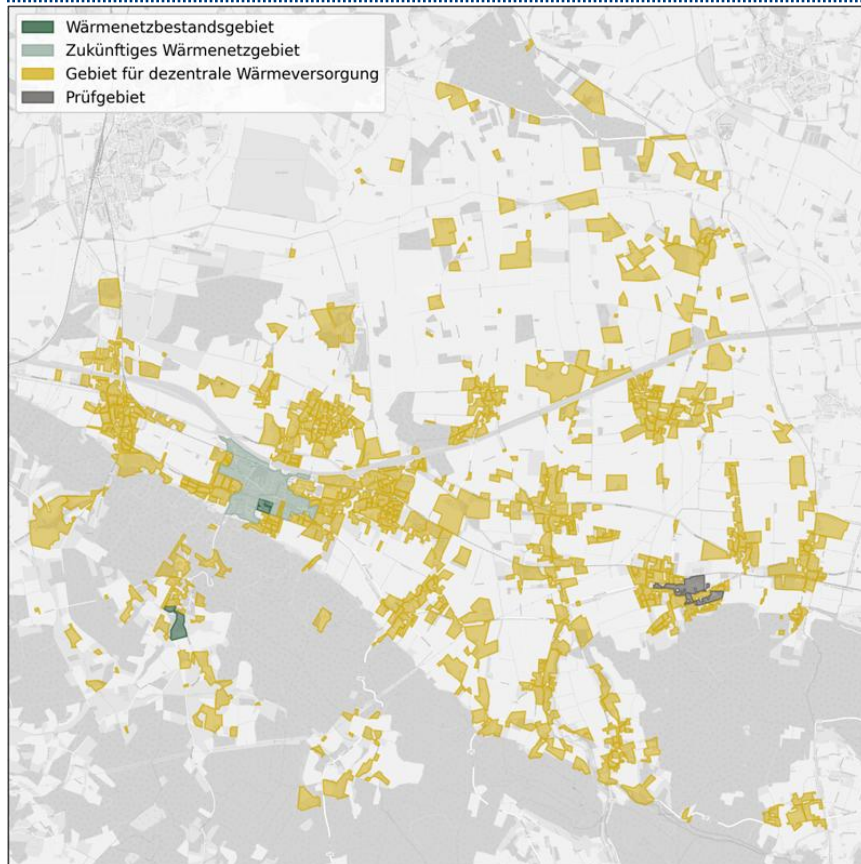 Wärmenetzbestandsgebiet
Zukünftiges Wärmenetzgebiet
Gebiet für dezentrale Wärmeversorgung
Prüfgebiet